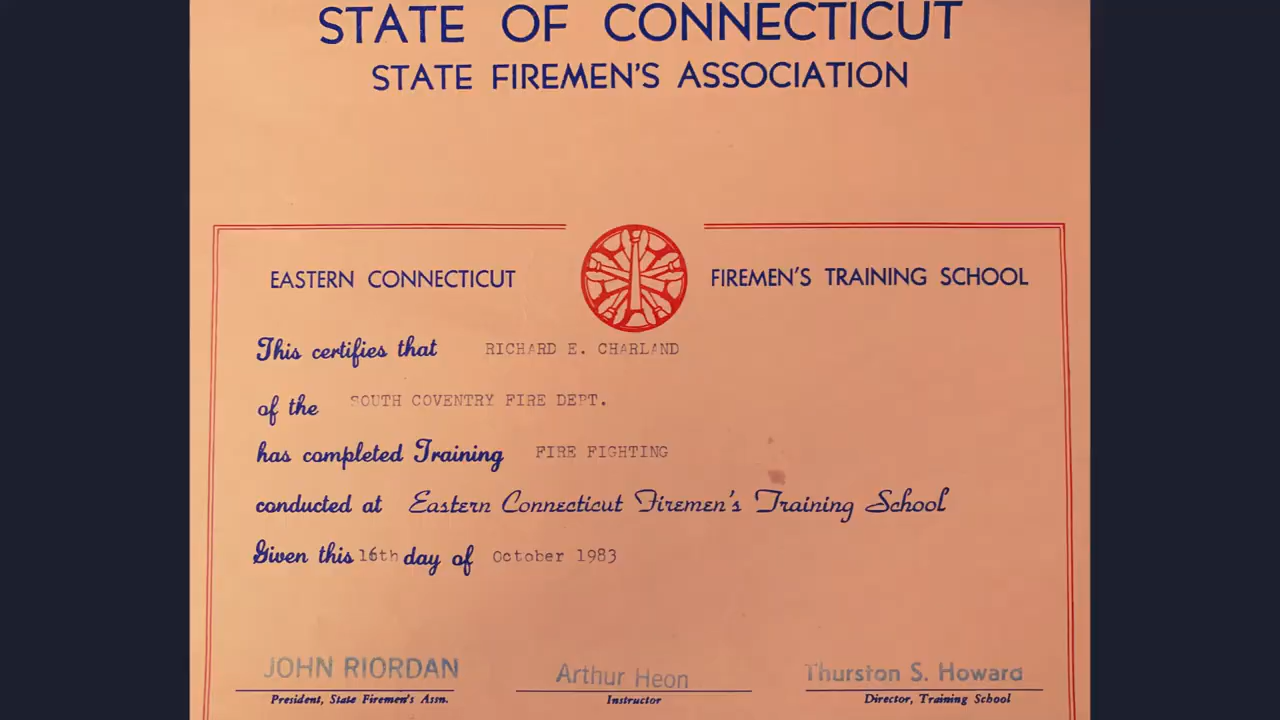 STATE OF CONNECTICUT
STATE FIREMEN'S ASSOCIATION
EASTERN CONNECTICUT FIREMEN'S TRAINING SCHOOL
This certifies that RICHARD E. CHARLAND
of the SOUTH COVENTRY FIRE DEPT.
has completed Training FIRE FIGHTING
conducted at Eastern Connecticut Firemen's Training School
Given this 16th day of October 1983
JOHN RIORDAN Arthur Heon Thurston S. Howard
President, State Firemen's Assn. Instructor Director, Training School